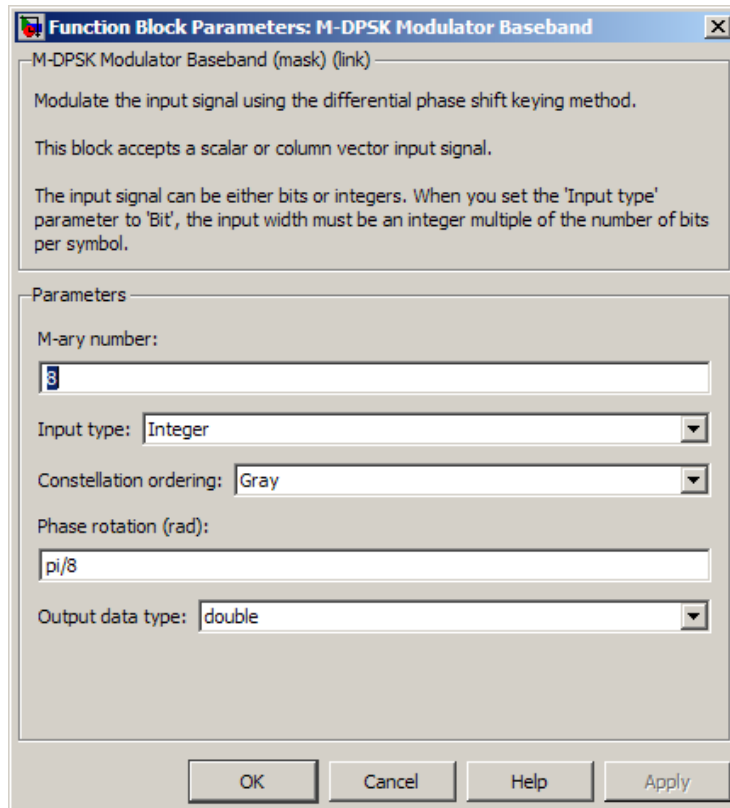 Function Block Parameters: M-DPSK Modulator Baseband
M-DPSK Modulator Baseband (mask) (link)
Modulate the input signal using the differential phase shift keying method.
This block accepts a scalar or column vector input signal.
The input signal can be either bits or integers. When you set the 'Input type'
parameter to 'Bit', the input width must be an integer multiple of the number of bits
per symbol.
Parameters
M-ary number:
8
Input type: Integer
Constellation ordering: Gray
Phase rotation (rad):
pi/8
Output data type: double
OK Cancel Help Apply